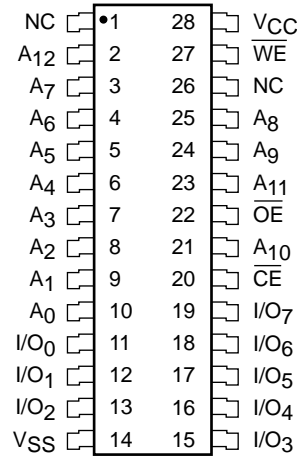 NC 1 28 VCC
A12 2 27 WE
A7 3 26 NC
A6 4 25 A8
A5 5 24 A9
A4 6 23 A11
A3 7 22 OE
A2 8 21 A10
A1 9 20 CE
A0 10 19 I/O7
I/O0 11 18 I/O6
I/O1 12 17 I/O5
I/O2 13 16 I/O4
VSS 14 15 I/O3